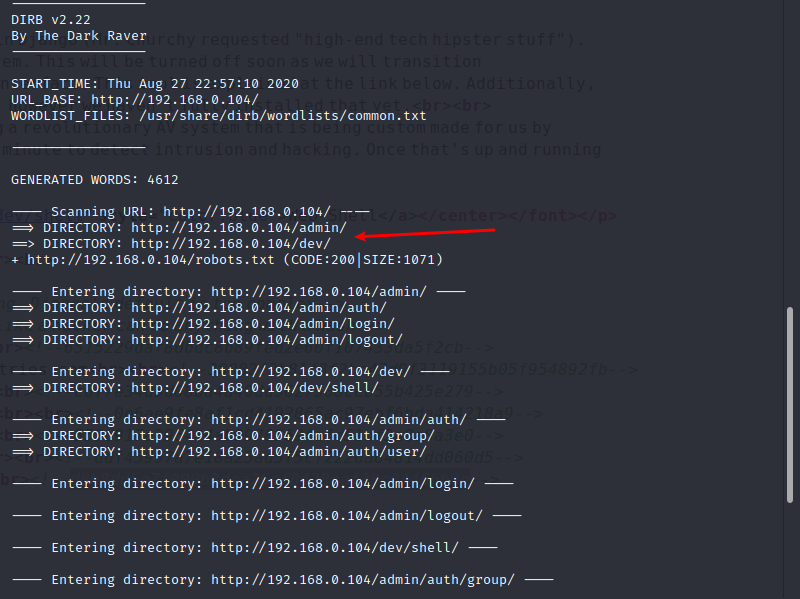 DIRB v2.22
By The Dark Raver
START_TIME: Thu Aug 27 22:57:10 2020
URL_BASE: http://192.168.0.104/
WORDLIST_FILES: /usr/share/dirb/wordlists/common.txt
GENERATED WORDS: 4612
---- Scanning URL: http://192.168.0.104/ ----
==> DIRECTORY: http://192.168.0.104/admin/
==> DIRECTORY: http://192.168.0.104/dev/
+ http://192.168.0.104/robots.txt (CODE:200|SIZE:1071)
---- Entering directory: http://192.168.0.104/admin/ ----
==> DIRECTORY: http://192.168.0.104/admin/auth/
==> DIRECTORY: http://192.168.0.104/admin/login/
==> DIRECTORY: http://192.168.0.104/admin/logout/
---- Entering directory: http://192.168.0.104/dev/ ----
==> DIRECTORY: http://192.168.0.104/dev/shell/
---- Entering directory: http://192.168.0.104/admin/auth/ ----
==> DIRECTORY: http://192.168.0.104/admin/auth/group/
==> DIRECTORY: http://192.168.0.104/admin/auth/user/
---- Entering directory: http://192.168.0.104/admin/login/ ----
---- Entering directory: http://192.168.0.104/admin/logout/ ----
---- Entering directory: http://192.168.0.104/dev/shell/ ----
---- Entering directory: http://192.168.0.104/admin/auth/group/ ----